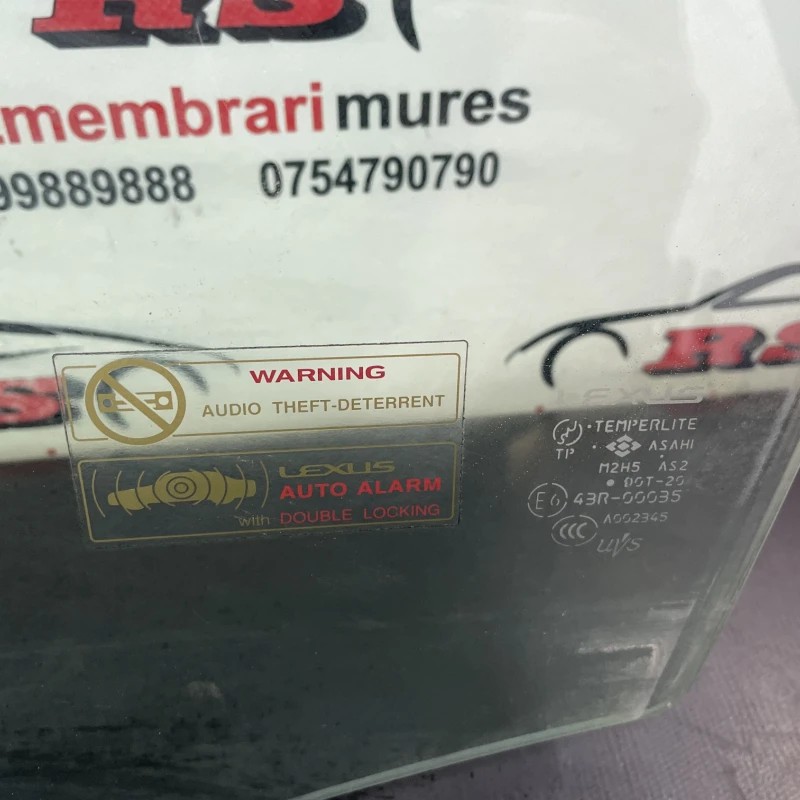 RS
membrari mures
99889888 0754790790
RS
WARNING
AUDIO THEFT-DETERRENT
LEXUS
AUTO ALARM
with DOUBLE LOCKING
LEXUS
TEMPERLITE
TP ASAHI
M2H5 AS2
DOT-20
E6 43R-00035
A002345
CCC UVS